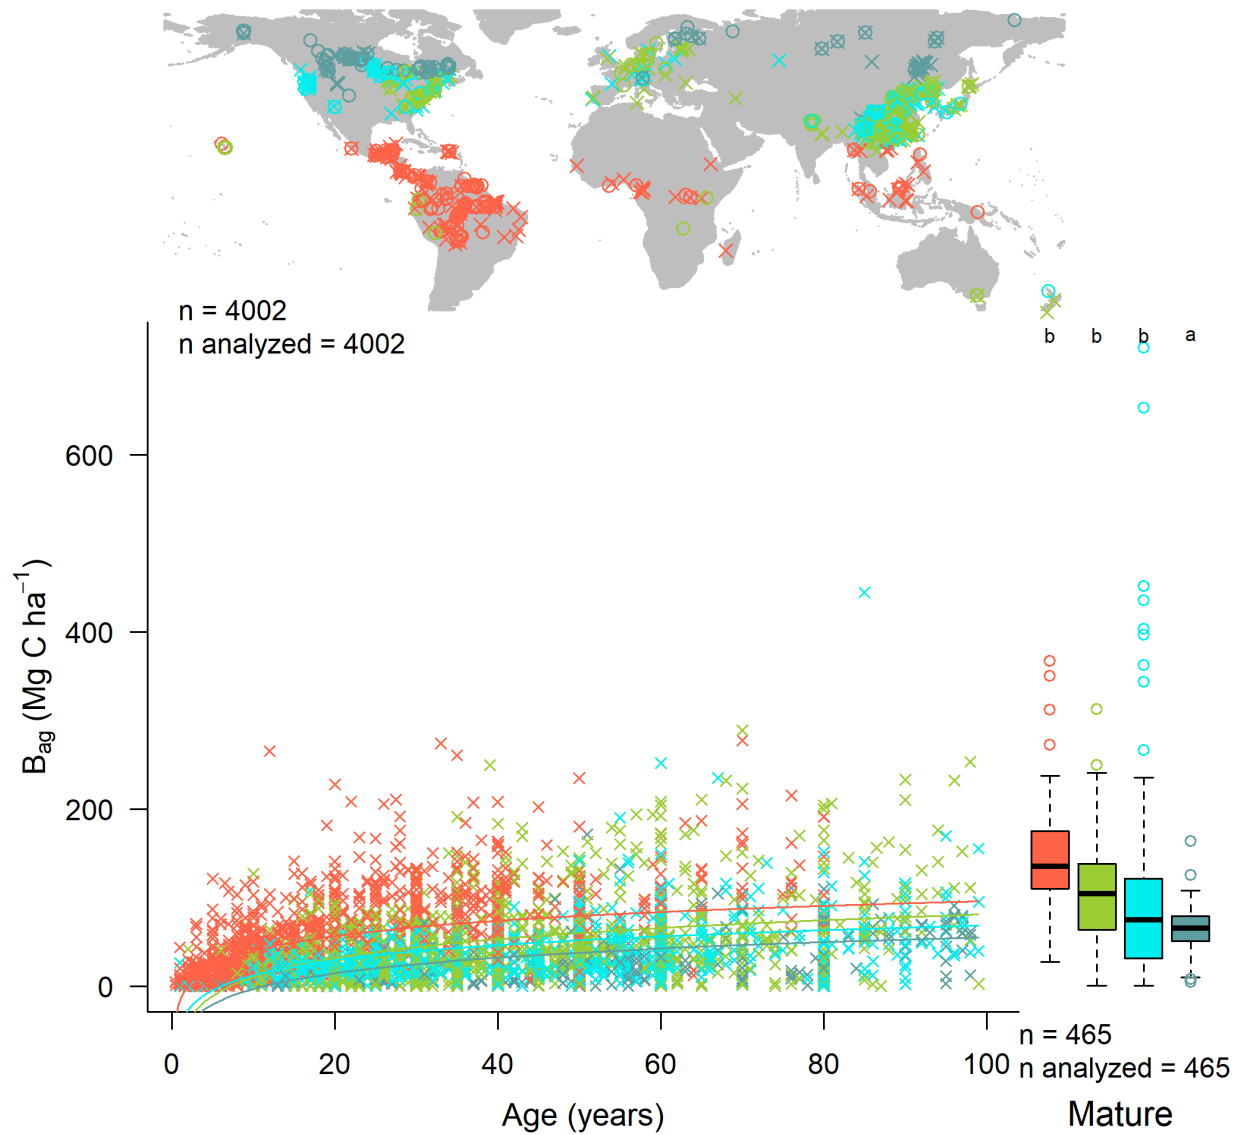 n = 4002
n analyzed = 4002
b b b a
600
400
200
0
B_ag (Mg C ha⁻¹)
0 20 40 60 80 100
Age (years)
n = 465
n analyzed = 465
Mature